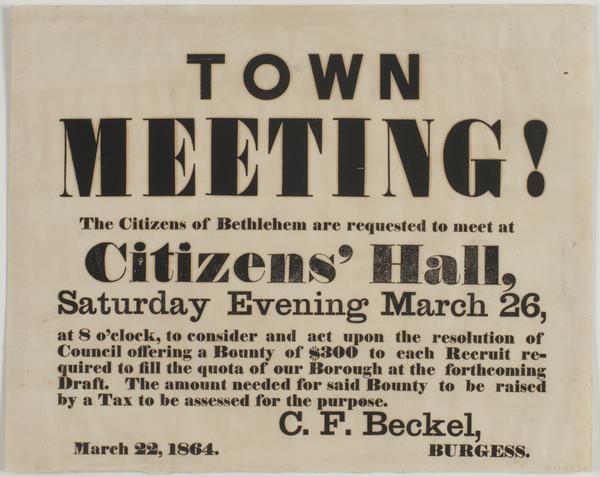 TOWN
MEETING!
The Citizens of Bethlehem are requested to meet at
Citizens' Hall,
Saturday Evening March 26,
at 8 o'clock, to consider and act upon the resolution of
Council offering a Bounty of $300 to each Recruit re-
quired to fill the quota of our Borough at the forthcoming
Draft. The amount needed for said Bounty to be raised
by a Tax to be assessed for the purpose.
C. F. Beckel,
March 22, 1864. BURGESS.